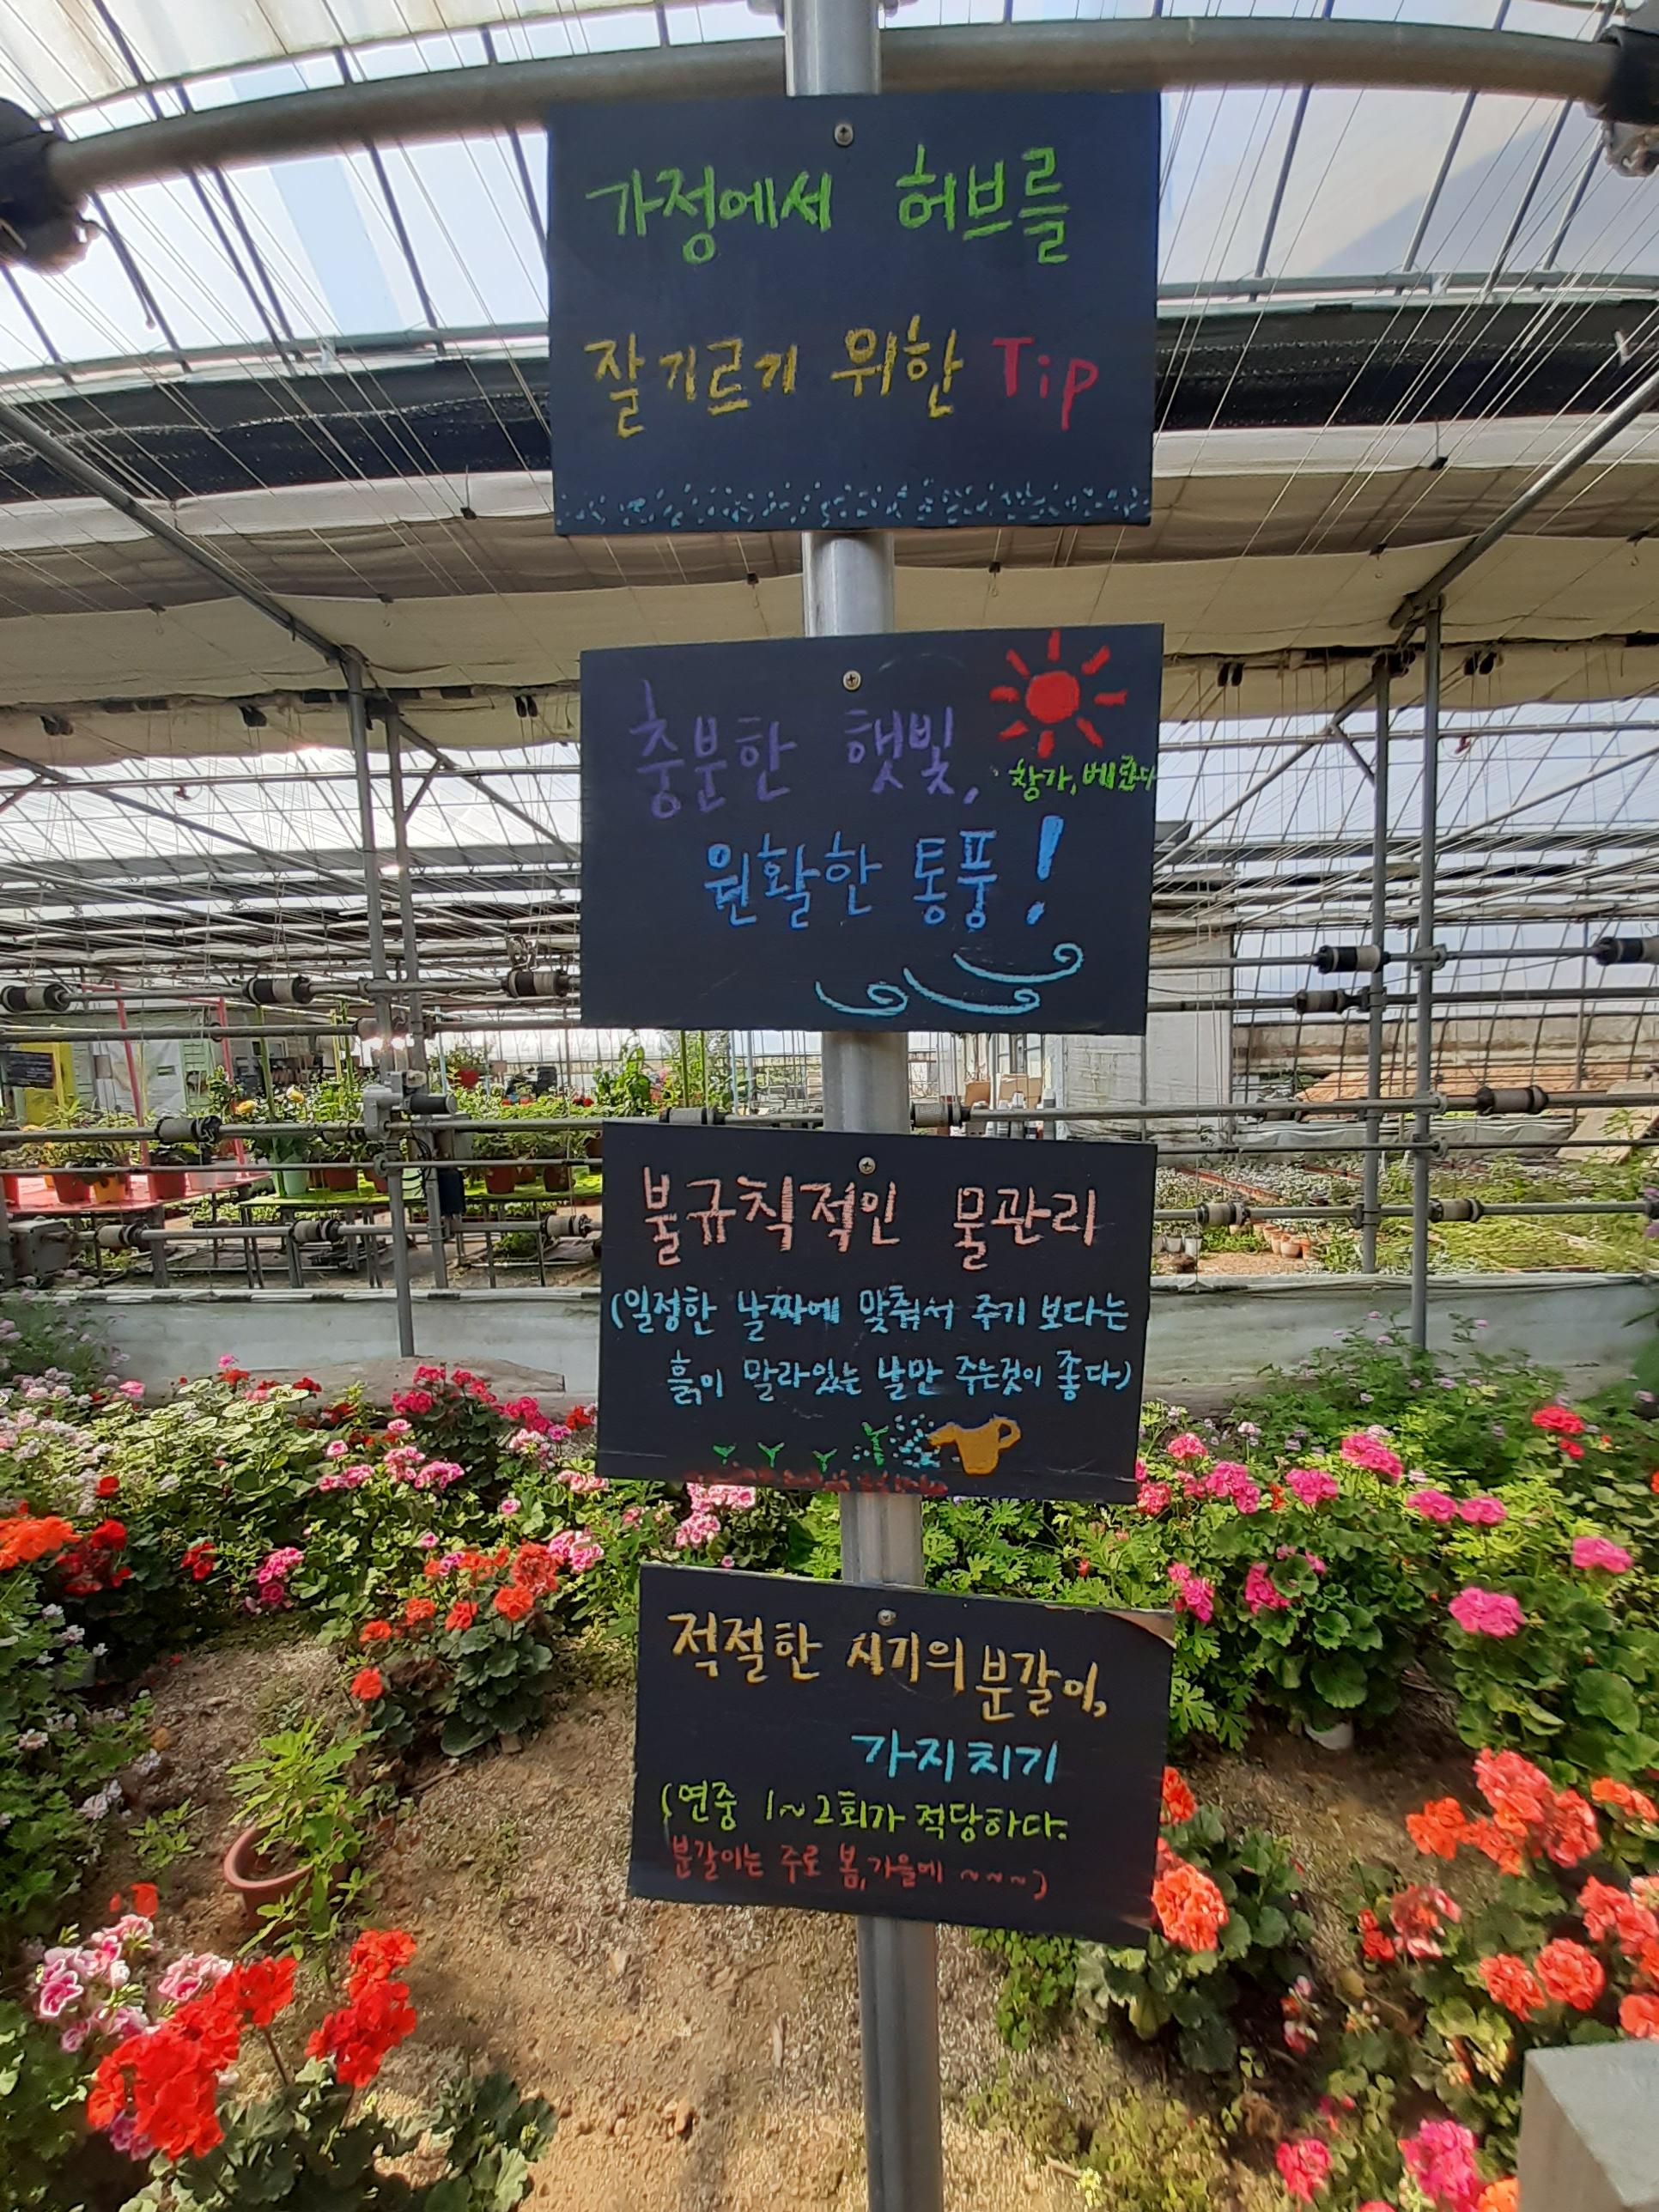 가정에서 허브를
잘기르기 위한 Tip
충분한 햇빛,
창가, 베란다
원활한 통풍!
불규칙적인 물관리
(일정한 날짜에 맞춰서 주기 보다는
흙이 말라있는 날만 주는것이 좋다)
적절한 시기의 분갈이,
가지치기
(연중 1~2회가 적당하다.
분갈이는 주로 봄, 가을에 ~~~)